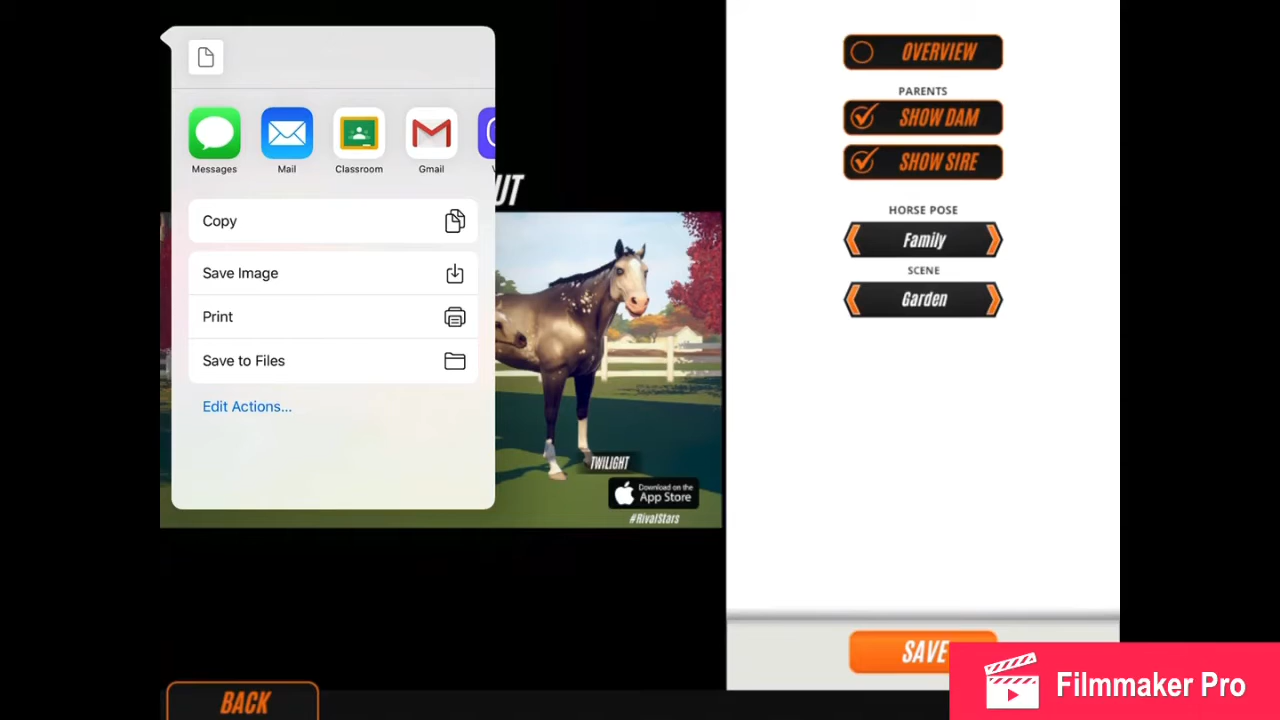 Messages
Mail
Classroom
Gmail
Copy
Save Image
Print
Save to Files
Edit Actions...
UT
TWILIGHT
Download on the
App Store
#RivalStars
OVERVIEW
PARENTS
SHOW DAM
SHOW SIRE
HORSE POSE
Family
SCENE
Garden
SAVE
BACK
Filmmaker Pro